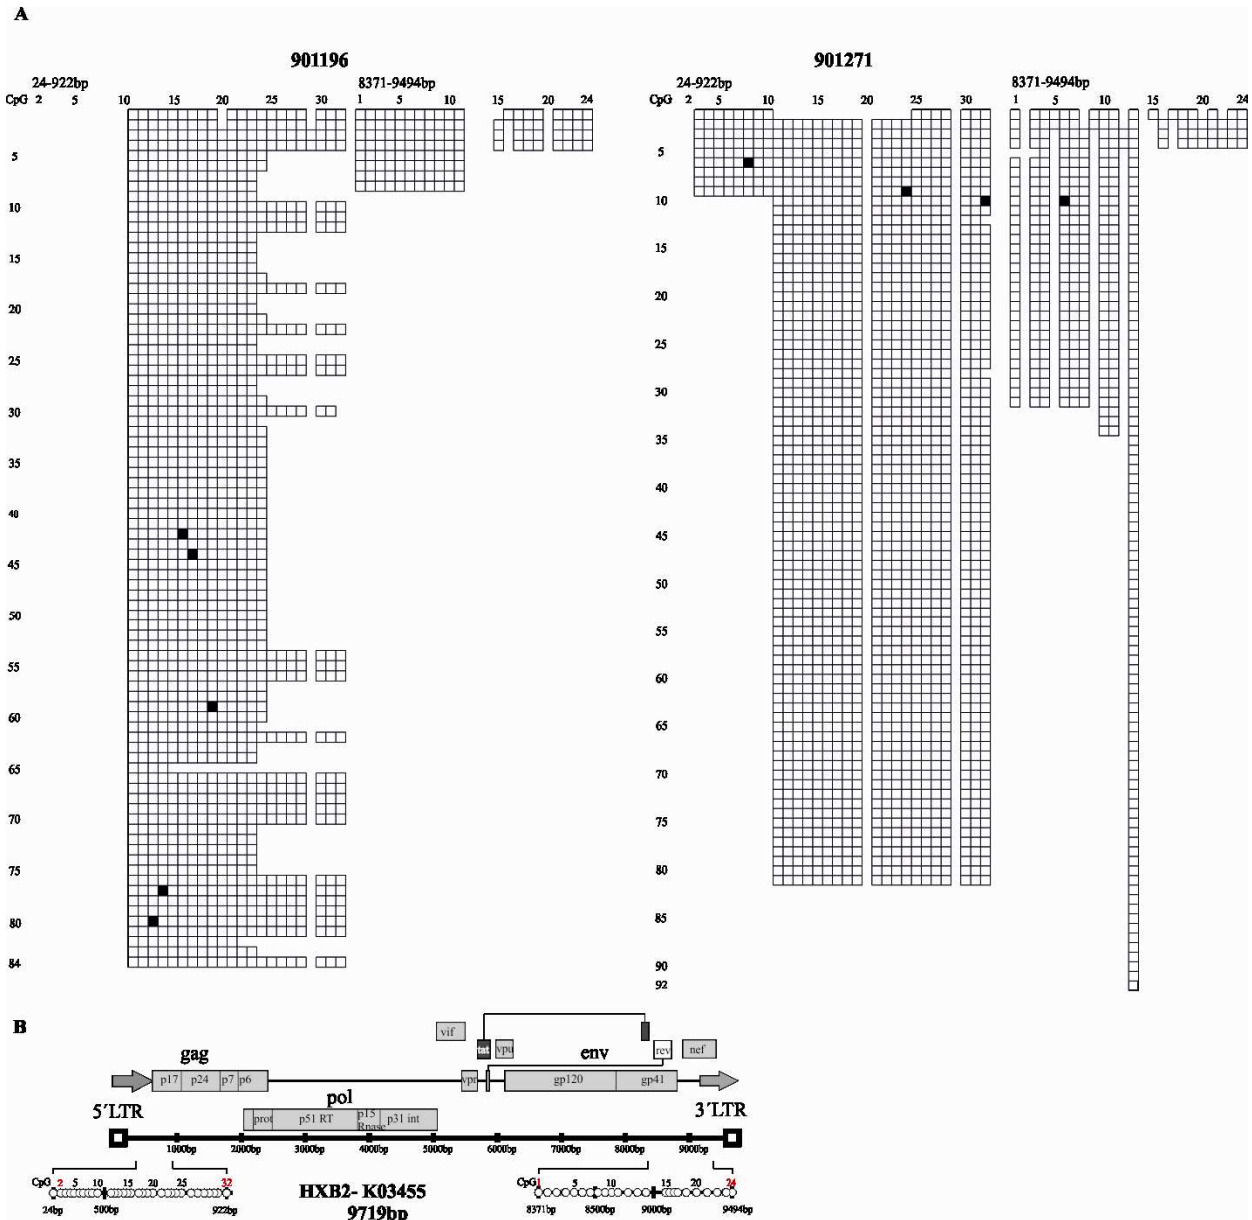 A
901196
24-922bp
8371-9494bp
CpG 2 5 10 15 20 25 30 1 5 10 15 20 24
5
10
15
20
25
30
35
40
45
50
55
60
65
70
75
80
84
901271
24-922bp
8371-9494bp
CpG 2 5 10 15 20 25 30 1 5 10 15 20 24
5
10
15
20
25
30
35
40
45
50
55
60
65
70
75
80
85
90
92
B
vif
tat
vpu
rev
nef
gag
env
p17 p24 p7 p6
vpr
gp120 gp41
pol
prot p51 RT p15 Rnase p31 int
5´LTR
3´LTR
1000bp 2000bp 3000bp 4000bp 5000bp 6000bp 7000bp 8000bp 9000bp
CpG 2 5 10 15 20 25 32
24bp 500bp 922bp
HXB2- K03455
9719bp
CpG 1 5 10 15 20 24
8371bp 8500bp 9000bp 9494bp